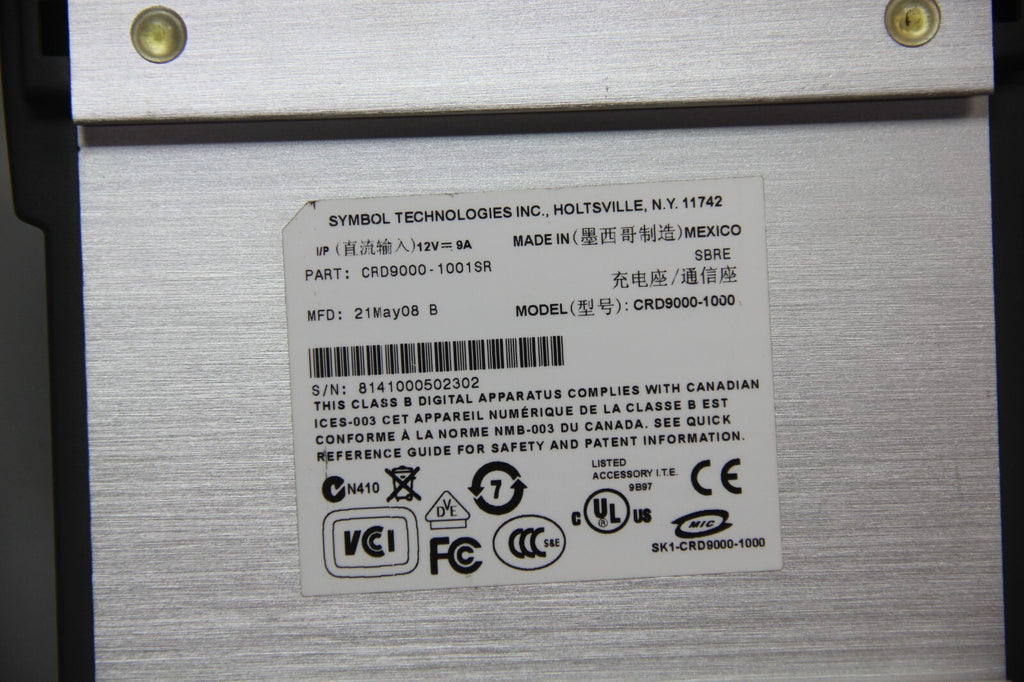 SYMBOL TECHNOLOGIES INC., HOLTSVILLE, N.Y. 11742
I/P (直流输入) 12V⎓9A MADE IN (墨西哥制造) MEXICO
PART: CRD9000-1001SR SBRE
充电座/通信座
MFD: 21May08 B MODEL (型号): CRD9000-1000
S/N: 8141000502302
THIS CLASS B DIGITAL APPARATUS COMPLIES WITH CANADIAN
ICES-003 CET APPAREIL NUMÉRIQUE DE LA CLASSE B EST
CONFORME À LA NORME NMB-003 DU CANADA. SEE QUICK
REFERENCE GUIDE FOR SAFETY AND PATENT INFORMATION.
N410
DVE
7
LISTED
ACCESSORY I.T.E.
9B97
CE
VCCI
FC
CCC S&E
C UL US
MIC
SK1-CRD9000-1000